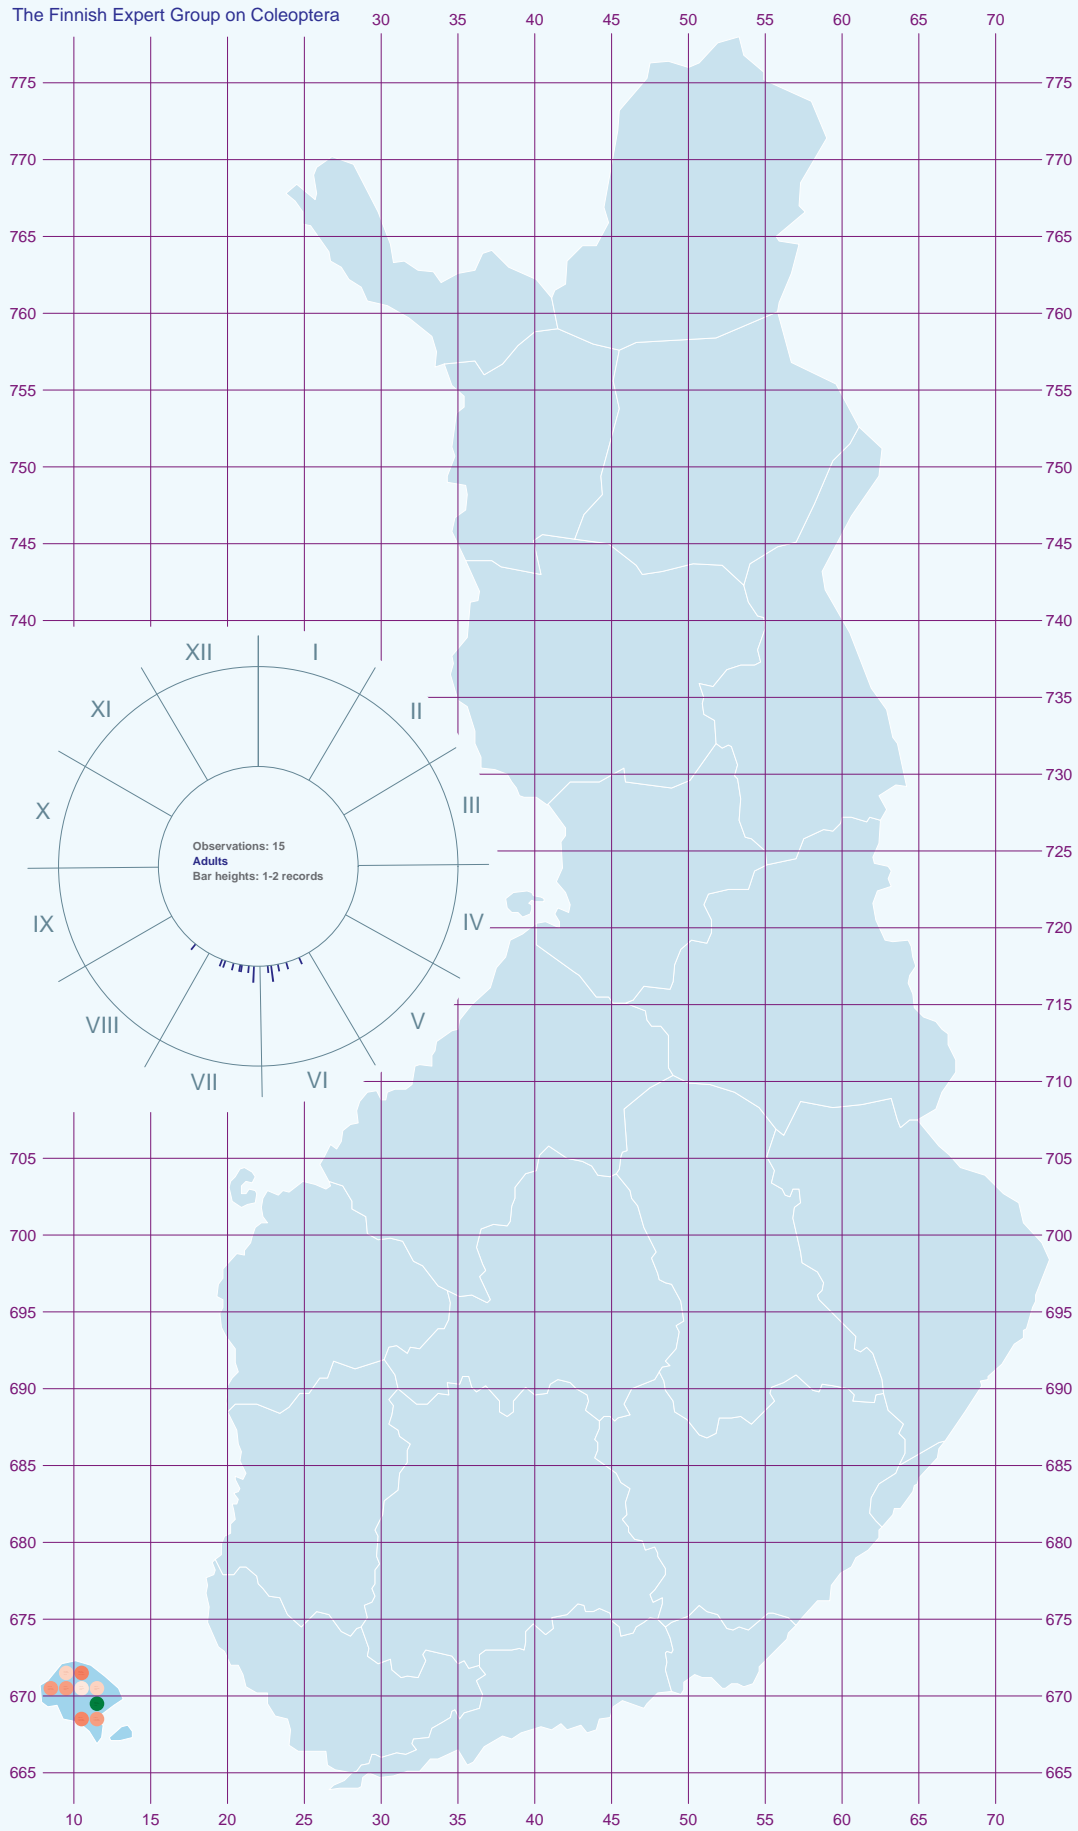 The Finnish Expert Group on Coleoptera
30 35 40 45 50 55 60 65 70
775 775
770 770
765 765
760 760
755 755
750 750
745 745
740 740
XII I
XI II
735
730
X III
Observations: 15
Adults
Bar heights: 1-2 records
725
IX IV
720
VIII V
715
VII VI
710
705 705
700 700
695 695
690 690
685 685
680 680
675 675
670 670
665 665
10 15 20 25 30 35 40 45 50 55 60 65 70